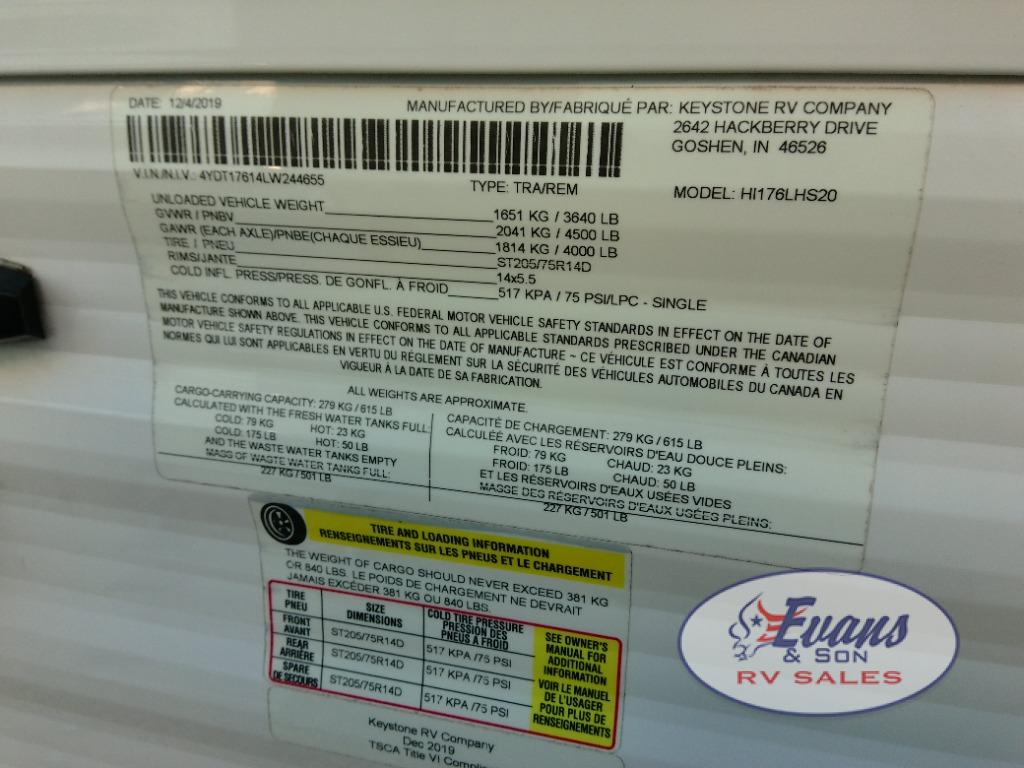 DATE: 12/4/2019
MANUFACTURED BY/FABRIQUÉ PAR: KEYSTONE RV COMPANY
2642 HACKBERRY DRIVE
GOSHEN, IN 46526
V.I.N./N.I.V.: 4YDT17614LW244655
TYPE: TRA/REM
MODEL: HI176LHS20
UNLOADED VEHICLE WEIGHT 1651 KG / 3640 LB
GVWR / PNBV 2041 KG / 4500 LB
GAWR (EACH AXLE)/PNBE(CHAQUE ESSIEU) 1814 KG / 4000 LB
TIRE / PNEU ST205/75R14D
RIMS/JANTE 14x5.5
COLD INFL. PRESS/PRESS. DE GONFL. À FROID 517 KPA / 75 PSI/LPC - SINGLE
THIS VEHICLE CONFORMS TO ALL APPLICABLE U.S. FEDERAL MOTOR VEHICLE SAFETY STANDARDS IN EFFECT ON THE DATE OF
MANUFACTURE SHOWN ABOVE. THIS VEHICLE CONFORMS TO ALL APPLICABLE STANDARDS PRESCRIBED UNDER THE CANADIAN
MOTOR VEHICLE SAFETY REGULATIONS IN EFFECT ON THE DATE OF MANUFACTURE ~ CE VÉHICULE EST CONFORME À TOUTES LES
NORMES QUI LUI SONT APPLICABLES EN VERTU DU RÉGLEMENT SUR LA SÉCURITÉ DES VÉHICULES AUTOMOBILES DU CANADA EN
VIGUEUR À LA DATE DE SA FABRICATION.
ALL WEIGHTS ARE APPROXIMATE.
CARGO-CARRYING CAPACITY: 279 KG / 615 LB
CALCULATED WITH THE FRESH WATER TANKS FULL:
COLD: 79 KG HOT: 23 KG
COLD: 175 LB HOT: 50 LB
AND THE WASTE WATER TANKS EMPTY
MASS OF WASTE WATER TANKS FULL:
227 KG / 501 LB
CAPACITÉ DE CHARGEMENT: 279 KG / 615 LB
CALCULÉE AVEC LES RÉSERVOIRS D'EAU DOUCE PLEINS:
FROID: 79 KG CHAUD: 23 KG
FROID: 175 LB CHAUD: 50 LB
ET LES RÉSERVOIRS D'EAUX USÉES VIDES
MASSE DES RÉSERVOIRS D'EAUX USÉES PLEINS:
227 KG / 501 LB
TIRE AND LOADING INFORMATION
RENSEIGNEMENTS SUR LES PNEUS ET LE CHARGEMENT
THE WEIGHT OF CARGO SHOULD NEVER EXCEED 381 KG
OR 840 LBS. LE POIDS DE CHARGEMENT NE DEVRAIT
JAMAIS EXCÉDER 381 KG OU 840 LBS.
TIRE
PNEU
SIZE
DIMENSIONS
COLD TIRE PRESSURE
PRESSION DES
PNEUS A FROID
FRONT
AVANT
ST205/75R14D
517 KPA /75 PSI
REAR
ARRIÈRE
ST205/75R14D
517 KPA /75 PSI
SPARE
DE SECOURS
ST205/75R14D
517 KPA /75 PSI
SEE OWNER'S
MANUAL FOR
ADDITIONAL
INFORMATION
VOIR LE MANUEL
DE L'USAGER
POUR PLUS DE
RENSEIGNEMENTS
Keystone RV Company
Dec 2019
TSCA Title VI
Evans
& SON
RV SALES